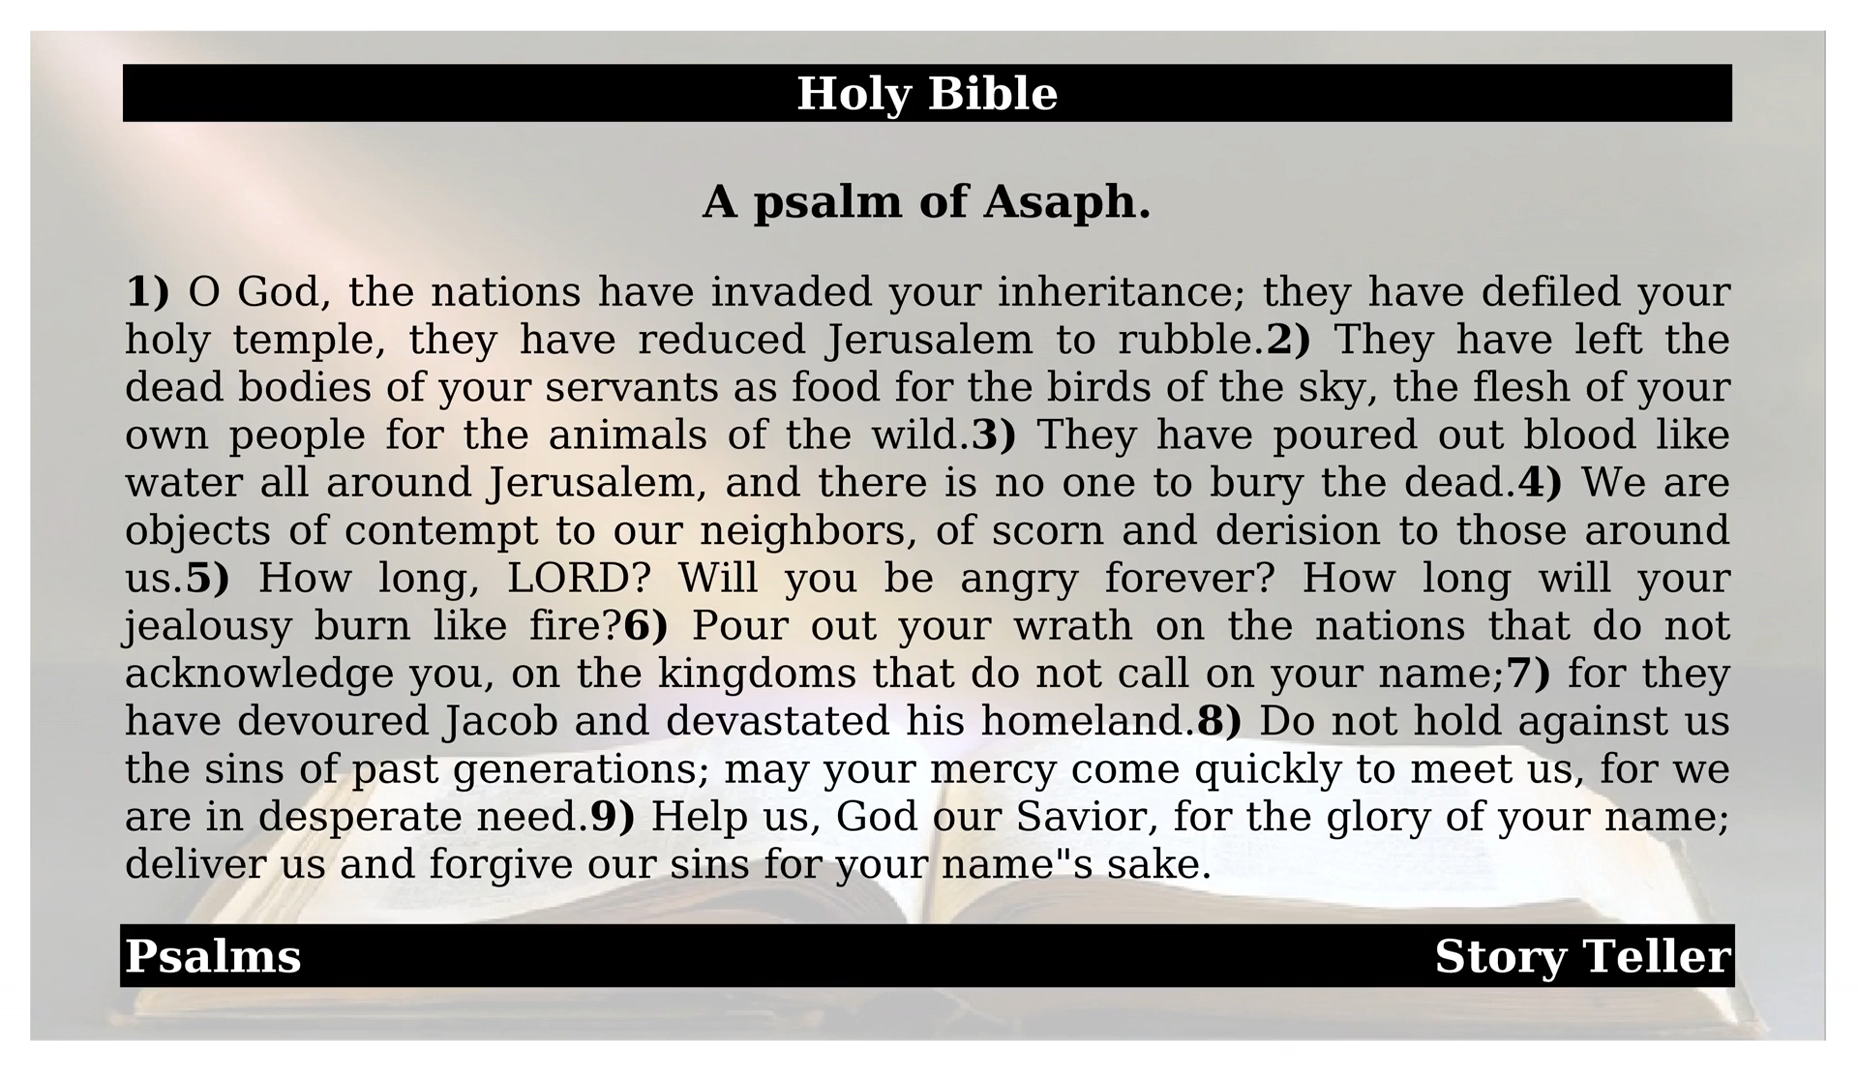 Holy Bible
A psalm of Asaph.
1) O God, the nations have invaded your inheritance; they have defiled your
holy temple, they have reduced Jerusalem to rubble.2) They have left the
dead bodies of your servants as food for the birds of the sky, the flesh of your
own people for the animals of the wild.3) They have poured out blood like
water all around Jerusalem, and there is no one to bury the dead.4) We are
objects of contempt to our neighbors, of scorn and derision to those around
us.5) How long, LORD? Will you be angry forever? How long will your
jealousy burn like fire?6) Pour out your wrath on the nations that do not
acknowledge you, on the kingdoms that do not call on your name;7) for they
have devoured Jacob and devastated his homeland.8) Do not hold against us
the sins of past generations; may your mercy come quickly to meet us, for we
are in desperate need.9) Help us, God our Savior, for the glory of your name;
deliver us and forgive our sins for your name"s sake.
Psalms Story Teller